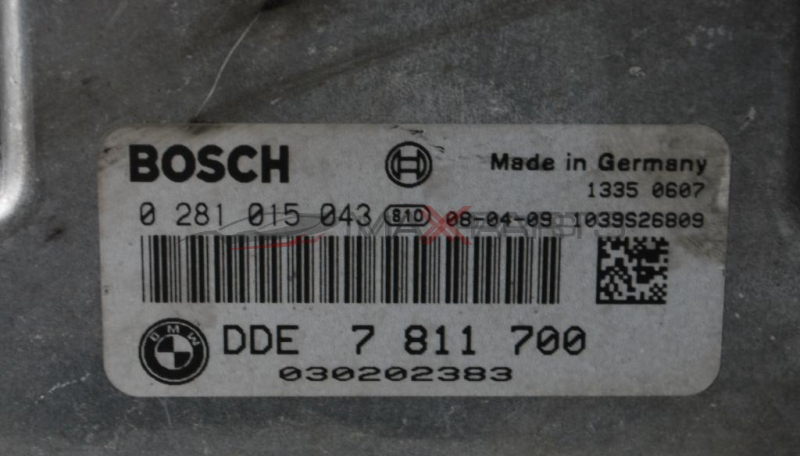 BOSCH Made in Germany
1335 0607
0 281 015 043 810 08-04-09 1039S26809
BMW DDE 7 811 700
030202383